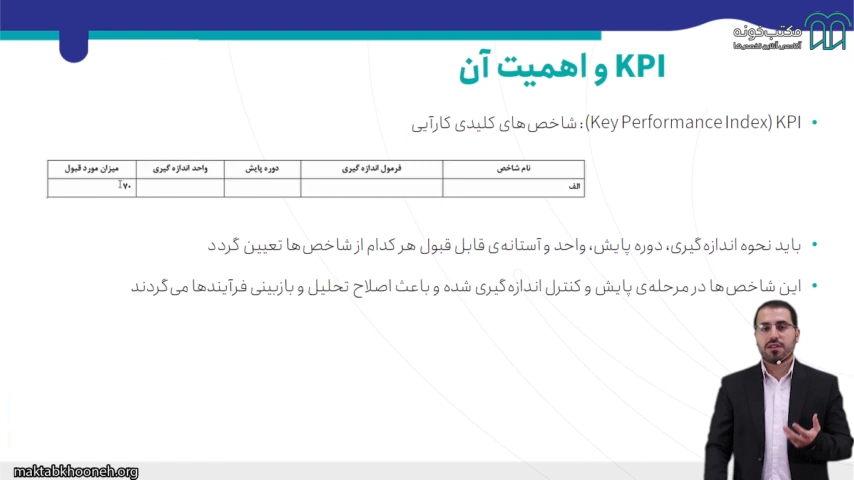 مکتب‌خونه
آکادمی آنلاین تخصص‌ها
KPI و اهمیت آن
• KPI (Key Performance Index): شاخص‌های کلیدی کارآیی
نام شاخص فرمول اندازه گیری دوره پایش واحد اندازه گیری میزان مورد قبول
الف ۷۰
• باید نحوه اندازه‌گیری، دوره پایش، واحد و آستانه‌ی قابل قبول هر کدام از شاخص‌ها تعیین گردد
• این شاخص‌ها در مرحله‌ی پایش و کنترل اندازه‌گیری شده و باعث اصلاح تحلیل و بازبینی فرآیندها می‌گردند
maktabkhooneh.org